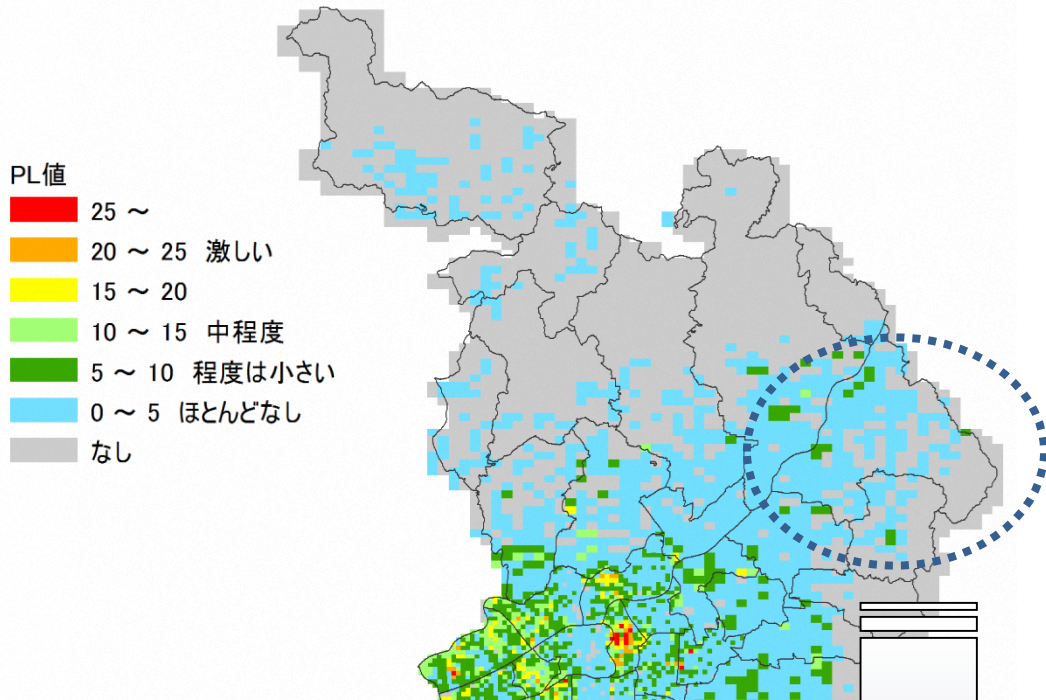 PL値
25 ～
20 ～ 25 激しい
15 ～ 20
10 ～ 15 中程度
5 ～ 10 程度は小さい
0 ～ 5 ほとんどなし
なし